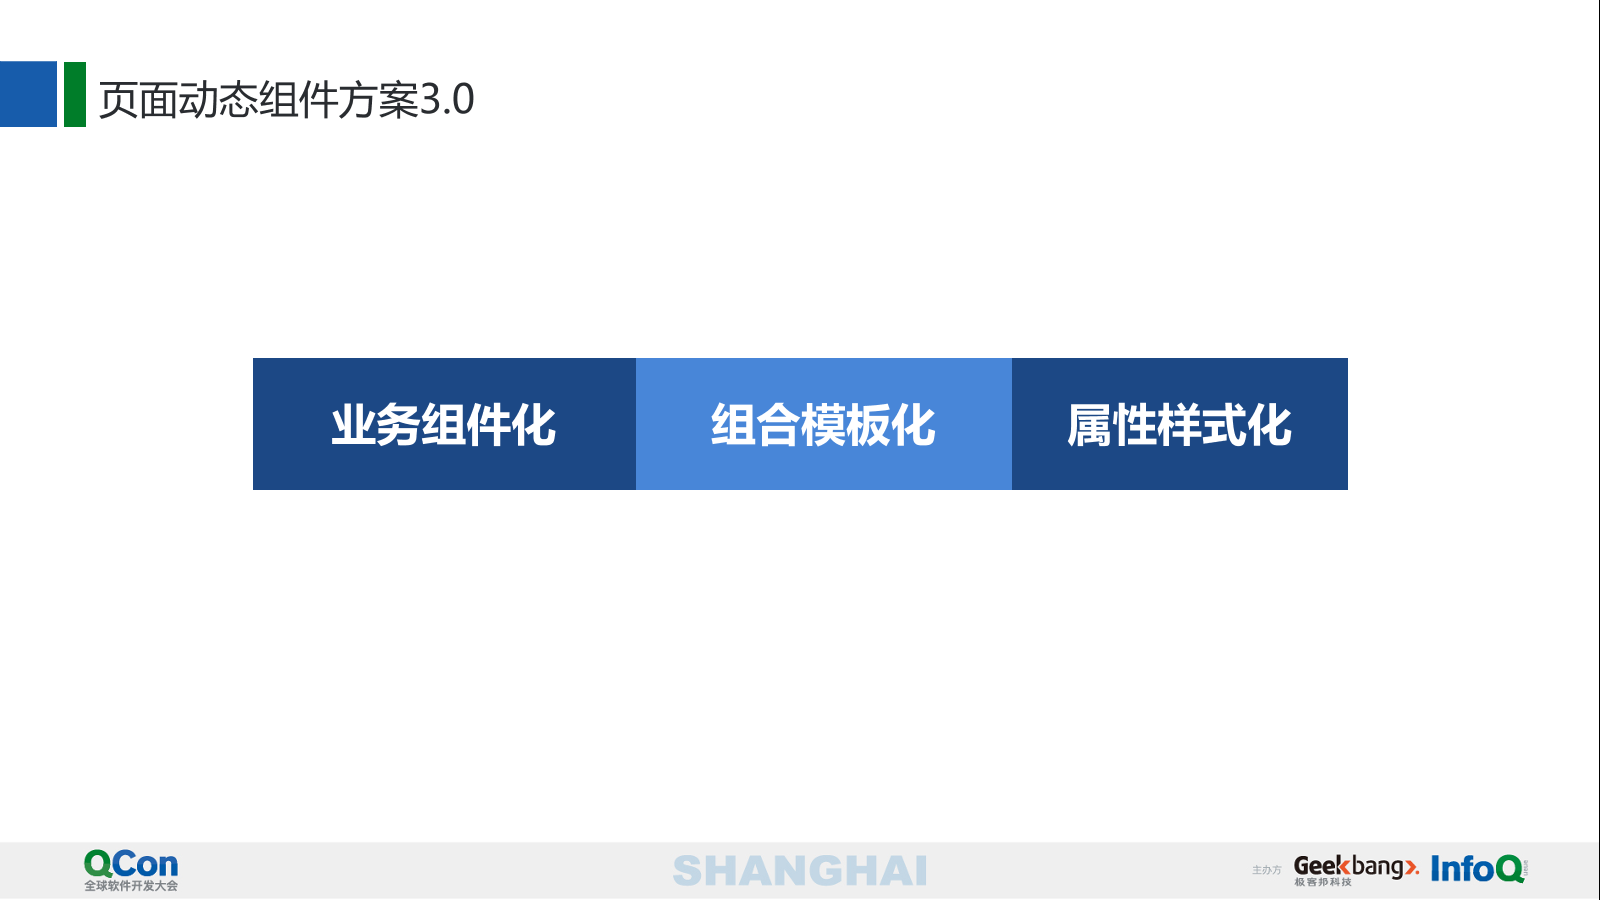 页面动态组件方案3.0
业务组件化 组合模板化 属性样式化
QCon
全球软件开发大会
SHANGHAI
主办方 Geekbang>. InfoQ
极客邦科技